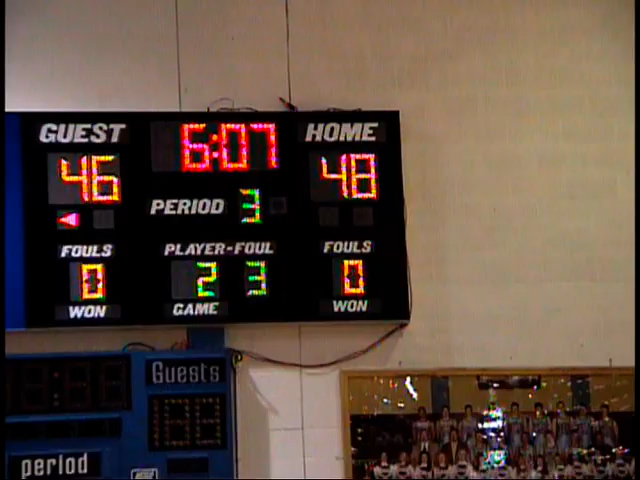 GUEST 6:07 HOME
46 48
PERIOD 3
FOULS PLAYER-FOUL FOULS
0 2 3 0
WON GAME WON
Guests
period